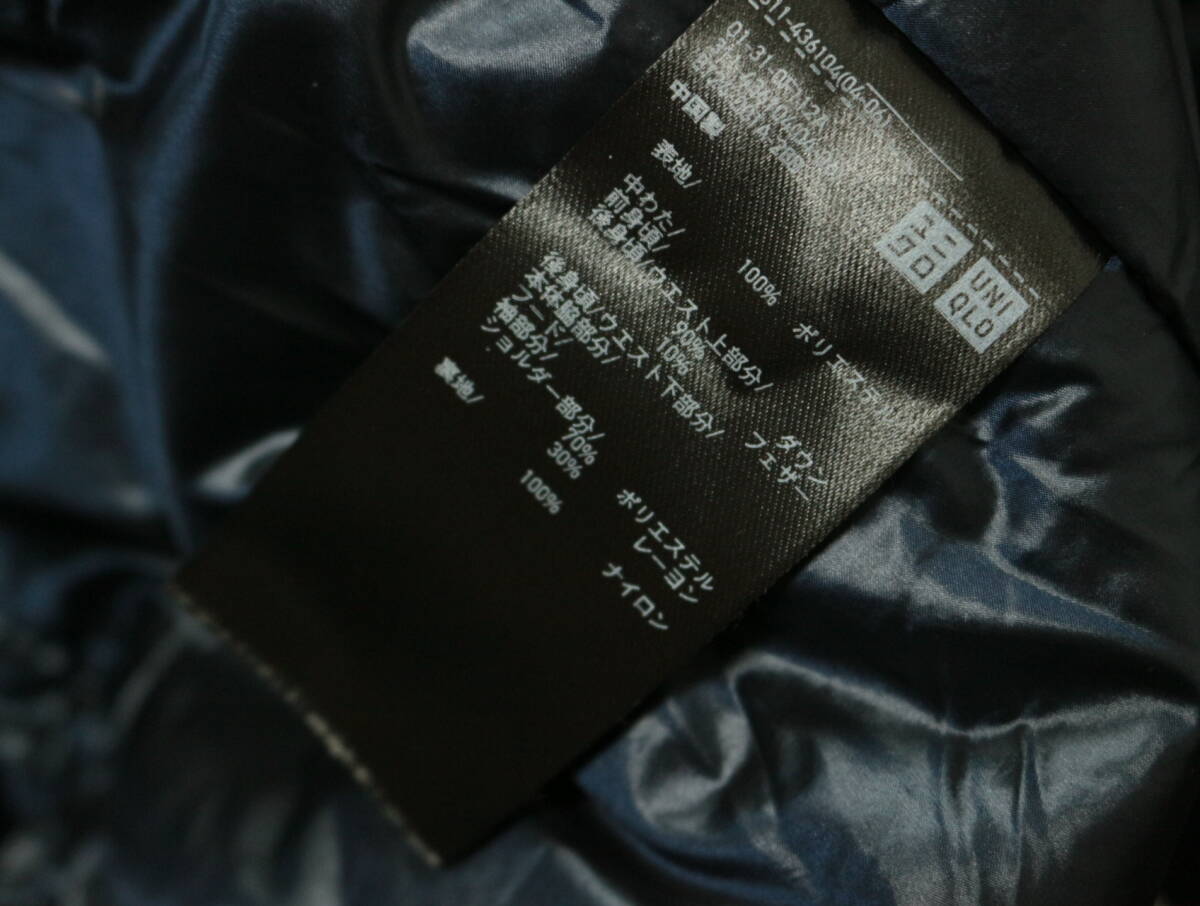 中国製
表地/
100% ポリエステル
中わた/
前身頃/
後身頃/ウエスト上部分/
90% ダウン
10% フェザー
後身頃/ウエスト下部分/
本体脇部分/
フード/
袖部分/
ショルダー部分/
70% ポリエステル
30% レーヨン
裏地/
100% ナイロン
ユニ
クロ
UNI
QLO